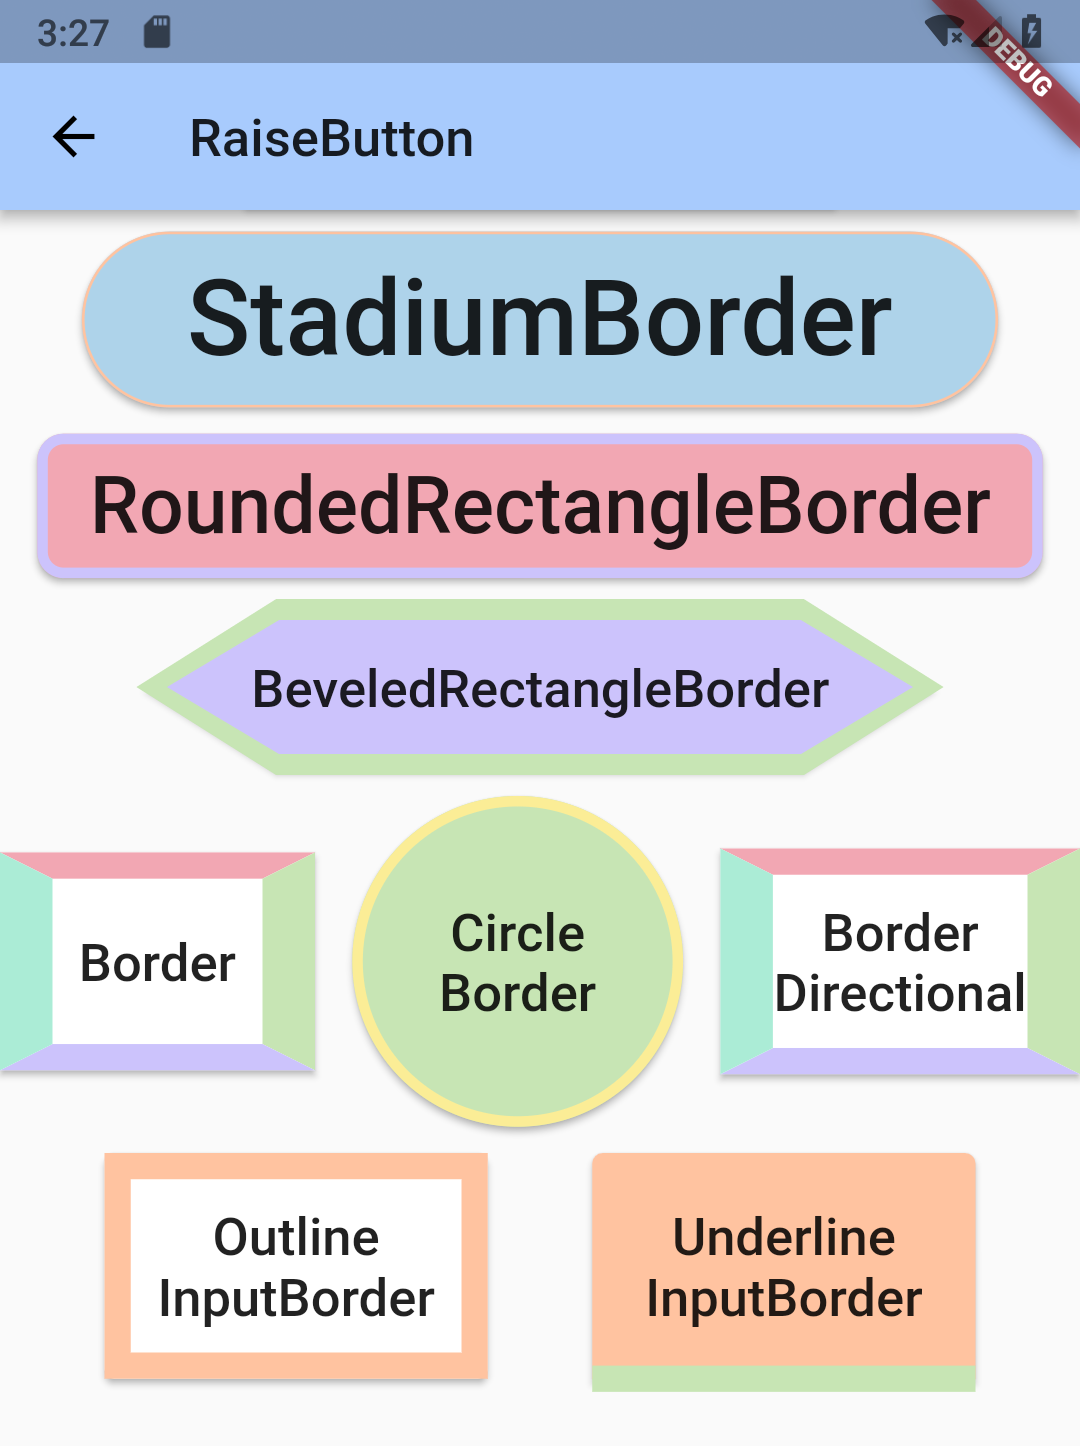 3:27
DEBUG
RaiseButton
StadiumBorder
RoundedRectangleBorder
BeveledRectangleBorder
Border
Circle
Border
Border
Directional
Outline
InputBorder
Underline
InputBorder